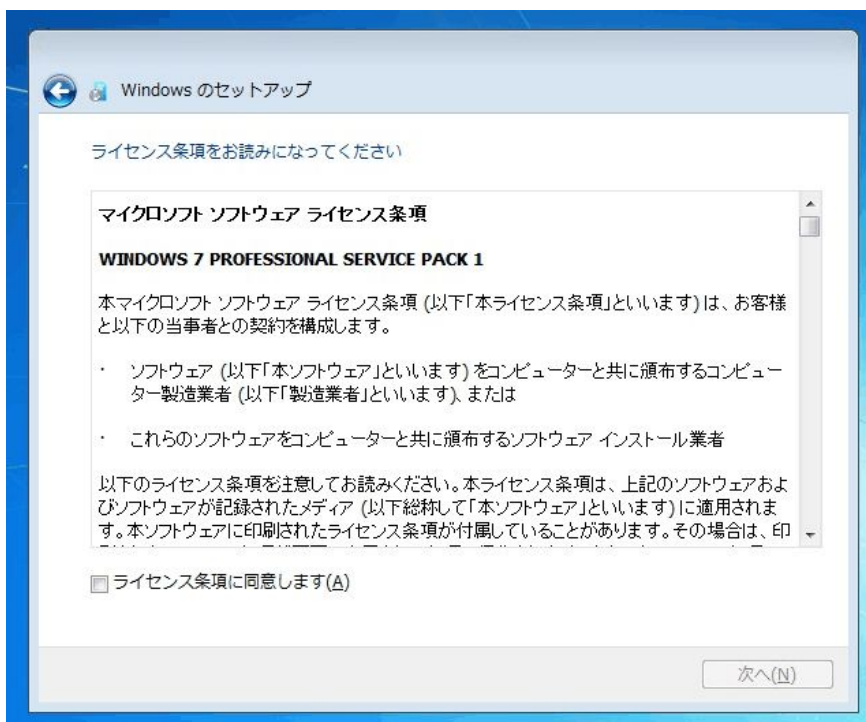 Windows のセットアップ
ライセンス条項をお読みになってください
マイクロソフト ソフトウェア ライセンス条項
WINDOWS 7 PROFESSIONAL SERVICE PACK 1
本マイクロソフト ソフトウェア ライセンス条項 (以下「本ライセンス条項」といいます) は、お客様
と以下の当事者との契約を構成します。
・ ソフトウェア (以下「本ソフトウェア」といいます) をコンピューターと共に頒布するコンピュー
ター製造業者 (以下「製造業者」といいます)、または
・ これらのソフトウェアをコンピューターと共に頒布するソフトウェア インストール業者
以下のライセンス条項を注意してお読みください。本ライセンス条項は、上記のソフトウェアおよ
びソフトウェアが記録されたメディア (以下総称して「本ソフトウェア」といいます) に適用されま
す。本ソフトウェアに印刷されたライセンス条項が付属していることがあります。その場合は、印
ライセンス条項に同意します(A)
次へ(N)